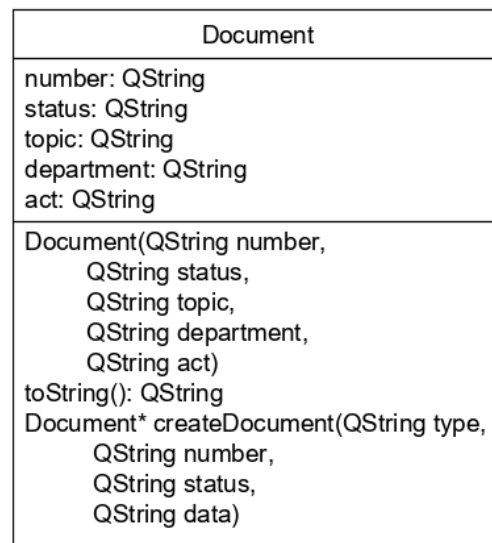 Document
number: QString
status: QString
topic: QString
department: QString
act: QString
Document(QString number,
QString status,
QString topic,
QString department,
QString act)
toString(): QString
Document* createDocument(QString type,
QString number,
QString status,
QString data)